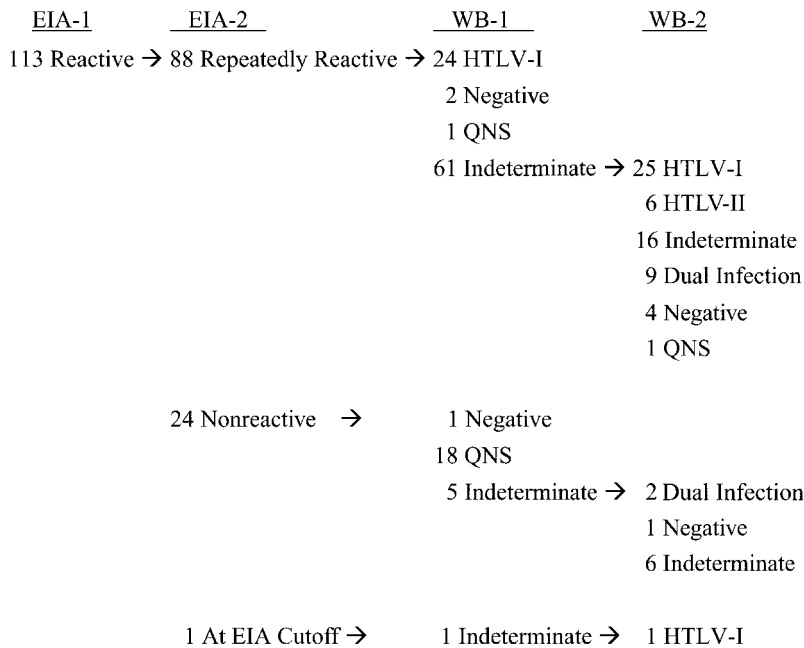 EIA-1 EIA-2 WB-1 WB-2
113 Reactive → 88 Repeatedly Reactive → 24 HTLV-I
2 Negative
1 QNS
61 Indeterminate → 25 HTLV-I
6 HTLV-II
16 Indeterminate
9 Dual Infection
4 Negative
1 QNS
24 Nonreactive → 1 Negative
18 QNS
5 Indeterminate → 2 Dual Infection
1 Negative
6 Indeterminate
1 At EIA Cutoff → 1 Indeterminate → 1 HTLV-I